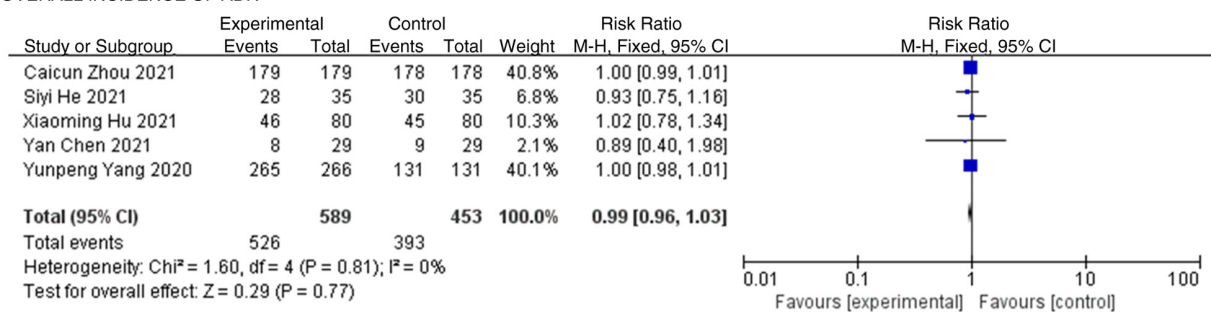 Experimental Control Risk Ratio Risk Ratio
Study or Subgroup Events Total Events Total Weight M-H, Fixed, 95% CI M-H, Fixed, 95% CI
Caicun Zhou 2021 179 179 178 178 40.8% 1.00 [0.99, 1.01]
Siyi He 2021 28 35 30 35 6.8% 0.93 [0.75, 1.16]
Xiaoming Hu 2021 46 80 45 80 10.3% 1.02 [0.78, 1.34]
Yan Chen 2021 8 29 9 29 2.1% 0.89 [0.40, 1.98]
Yunpeng Yang 2020 265 266 131 131 40.1% 1.00 [0.98, 1.01]
Total (95% CI) 589 453 100.0% 0.99 [0.96, 1.03]
Total events 526 393
Heterogeneity: Chi² = 1.60, df = 4 (P = 0.81); I² = 0%
Test for overall effect: Z = 0.29 (P = 0.77)
0.01 0.1 1 10 100
Favours [experimental] Favours [control]